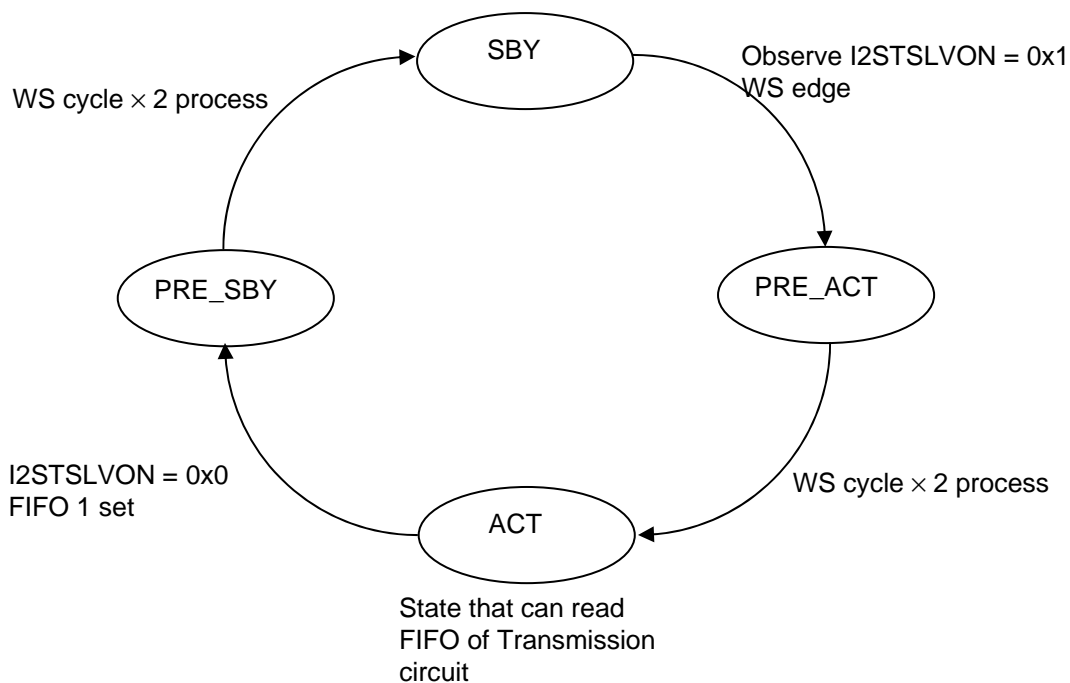 SBY
Observe I2STSLVON = 0x1
WS edge
WS cycle × 2 process
PRE_SBY
PRE_ACT
I2STSLVON = 0x0
FIFO 1 set
WS cycle × 2 process
ACT
State that can read
FIFO of Transmission
circuit